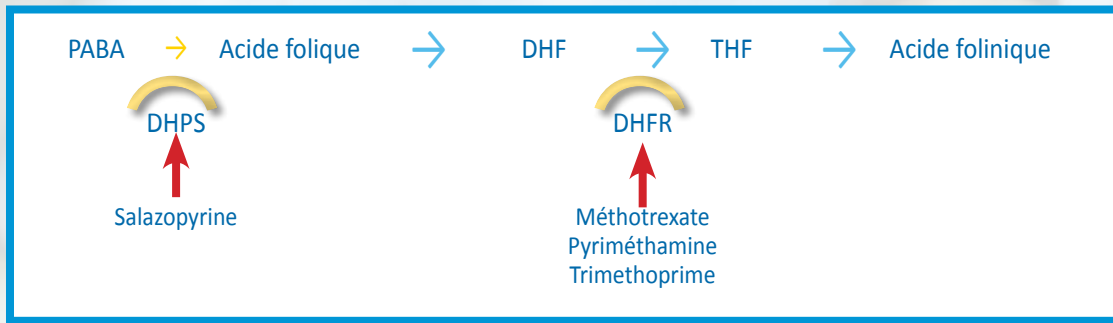 PABA → Acide folique → DHF → THF → Acide folinique
DHPS DHFR
Salazopyrine Méthotrexate
Pyriméthamine
Trimethoprime